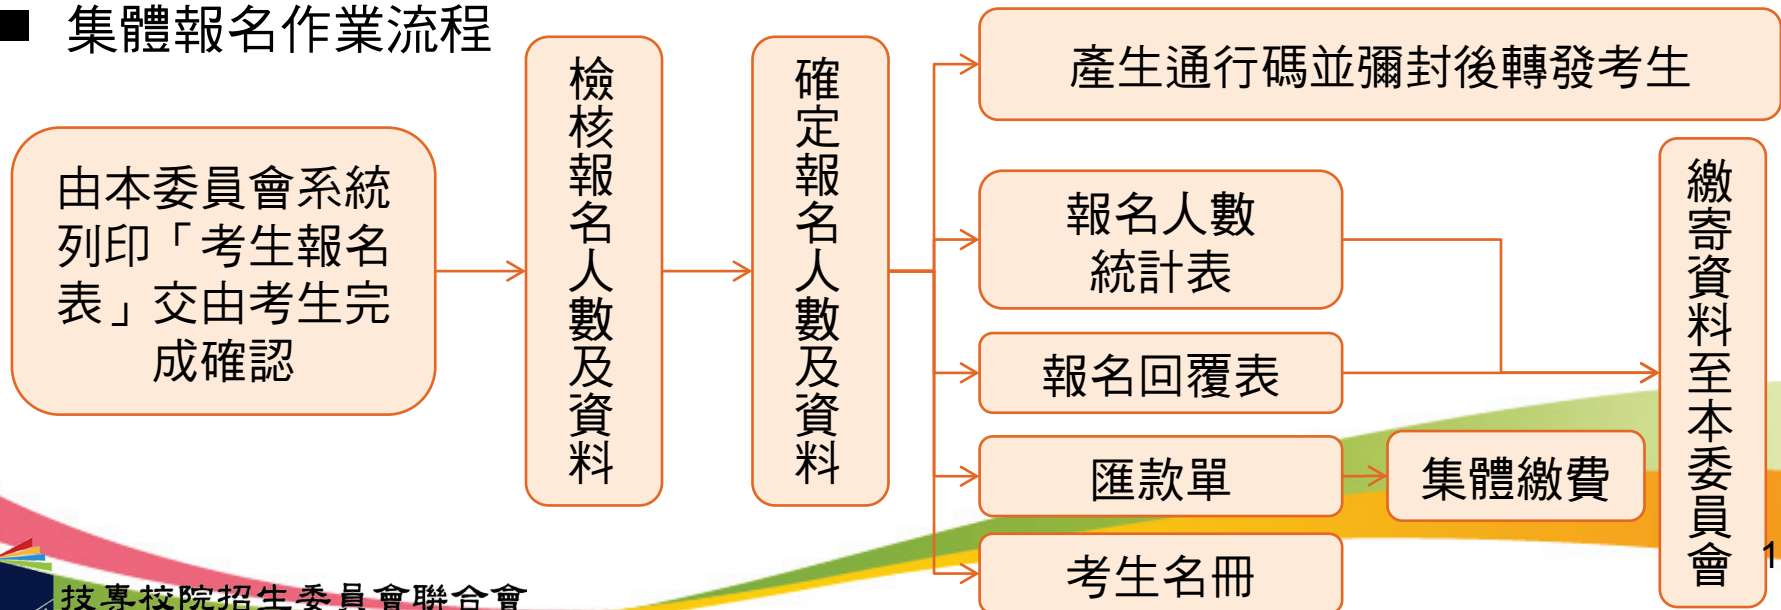 ■ 集體報名作業流程
由本委員會系統
列印「考生報名
表」交由考生完
成確認
檢核報名人數及資料
確定報名人數及資料
產生通行碼並彌封後轉發考生
報名人數
統計表
報名回覆表
匯款單
集體繳費
考生名冊
繳寄資料至本委員會
1
技專校院招生委員會聯合會